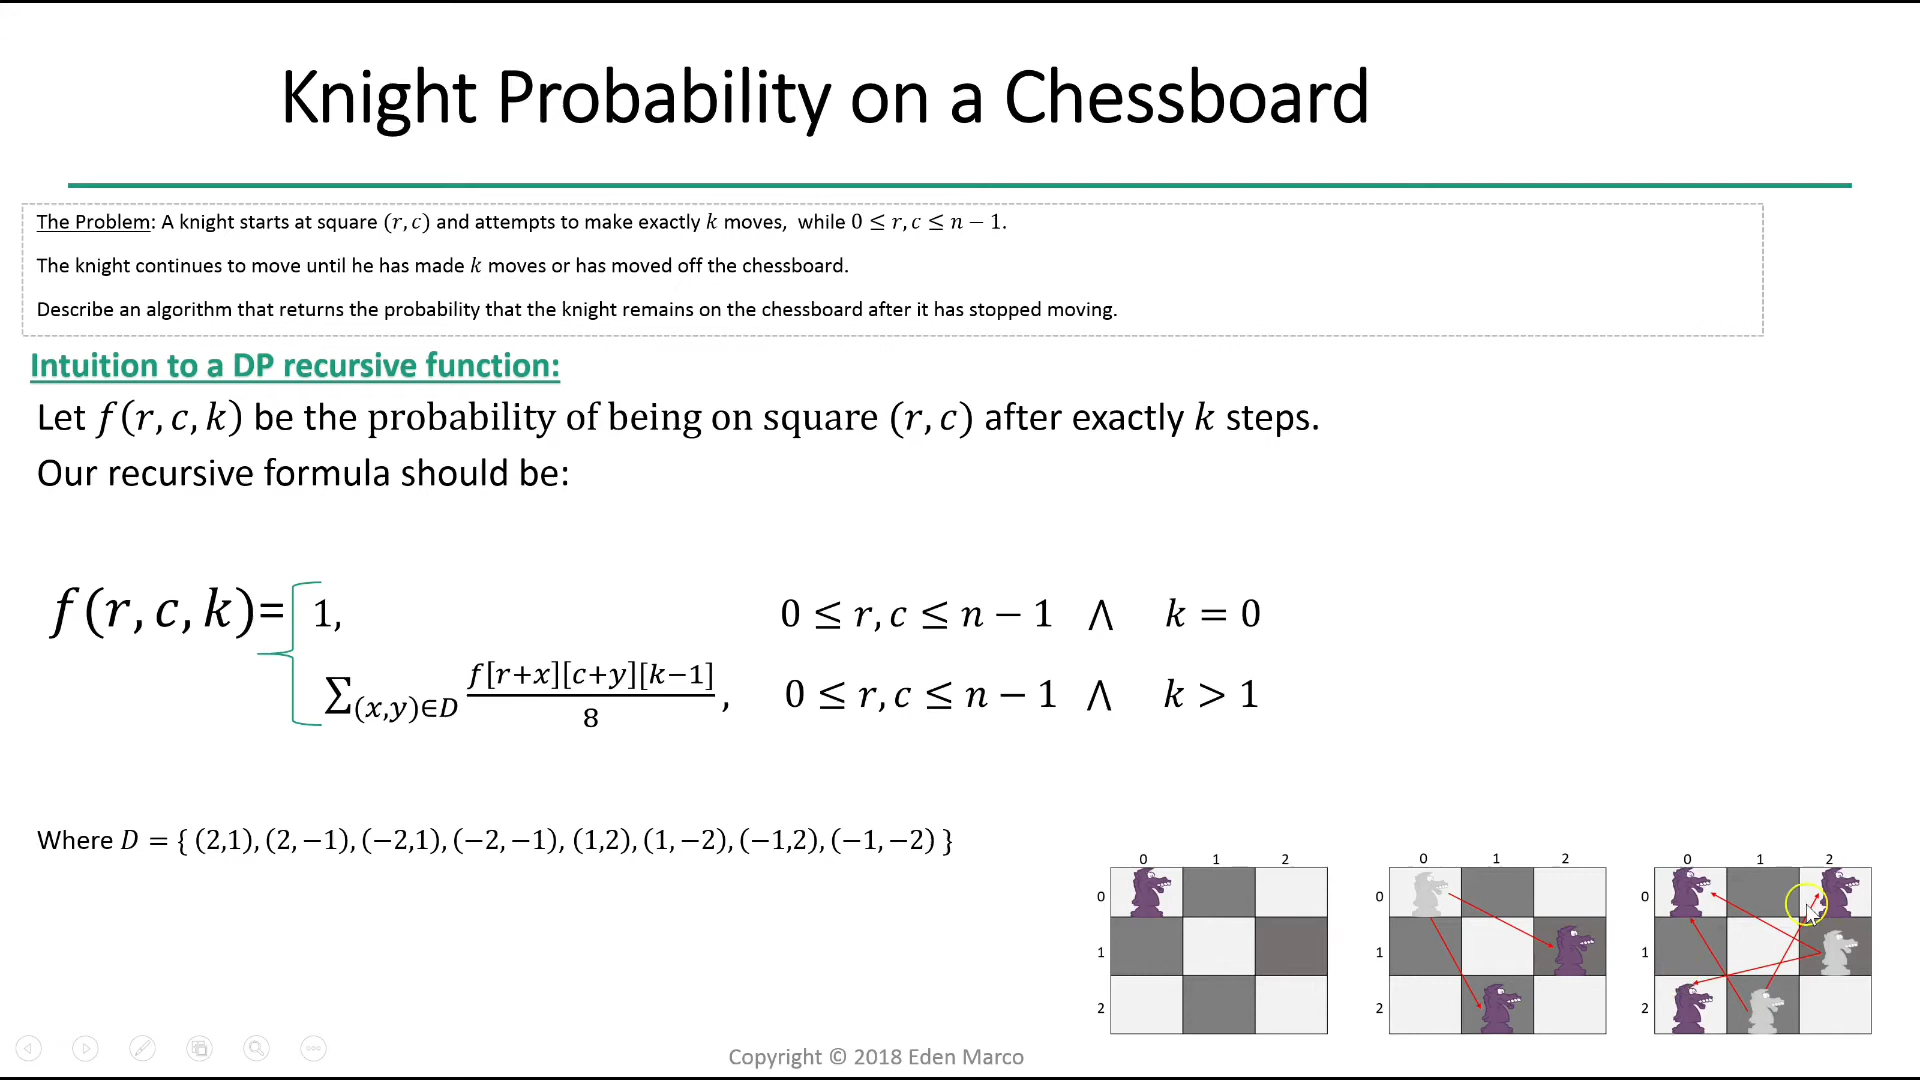 Knight Probability on a Chessboard
The Problem: A knight starts at square (r, c) and attempts to make exactly k moves, while 0 ≤ r, c ≤ n − 1.
The knight continues to move until he has made k moves or has moved off the chessboard.
Describe an algorithm that returns the probability that the knight remains on the chessboard after it has stopped moving.
Intuition to a DP recursive function:
Let f(r, c, k) be the probability of being on square (r, c) after exactly k steps.
Our recursive formula should be:
f(r, c, k)= 1, 0 ≤ r, c ≤ n − 1 ∧ k = 0
∑(x,y)∈D f[r+x][c+y][k−1] / 8 , 0 ≤ r, c ≤ n − 1 ∧ k > 1
Where D = { (2,1), (2, −1), (−2,1), (−2, −1), (1,2), (1, −2), (−1,2), (−1, −2) }
0 1 2
0
1
2
0 1 2
0
1
2
0 1 2
0
1
2
Copyright © 2018 Eden Marco